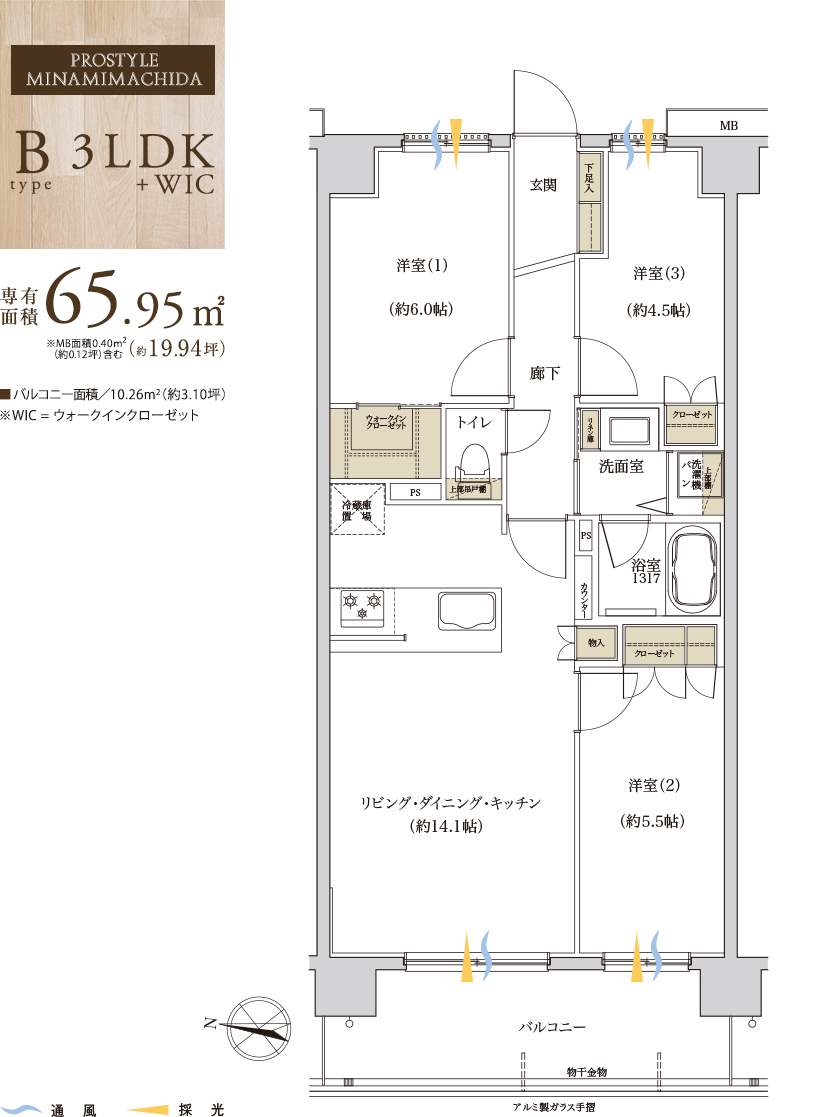 PROSTYLE
MINAMIMACHIDA
B 3LDK
type +WIC
専有
面積 65.95㎡
※MB面積0.40m²
(約0.12坪)含む (約19.94坪)
■バルコニー面積／10.26m²(約3.10坪)
※WIC = ウォークインクローゼット
MB
玄関
下足入
洋室(1)
(約6.0帖)
洋室(3)
(約4.5帖)
廊下
クローゼット
ウォークイン
クローゼット
トイレ
リネン庫
洗面室
洗濯機
パン
上部棚
上部吊戸棚
PS
冷蔵庫
置場
PS
浴室
1317
カウンター
物入
クローゼット
洋室(2)
(約5.5帖)
リビング・ダイニング・キッチン
(約14.1帖)
N
バルコニー
物干金物
アルミ製ガラス手摺
通風
採光